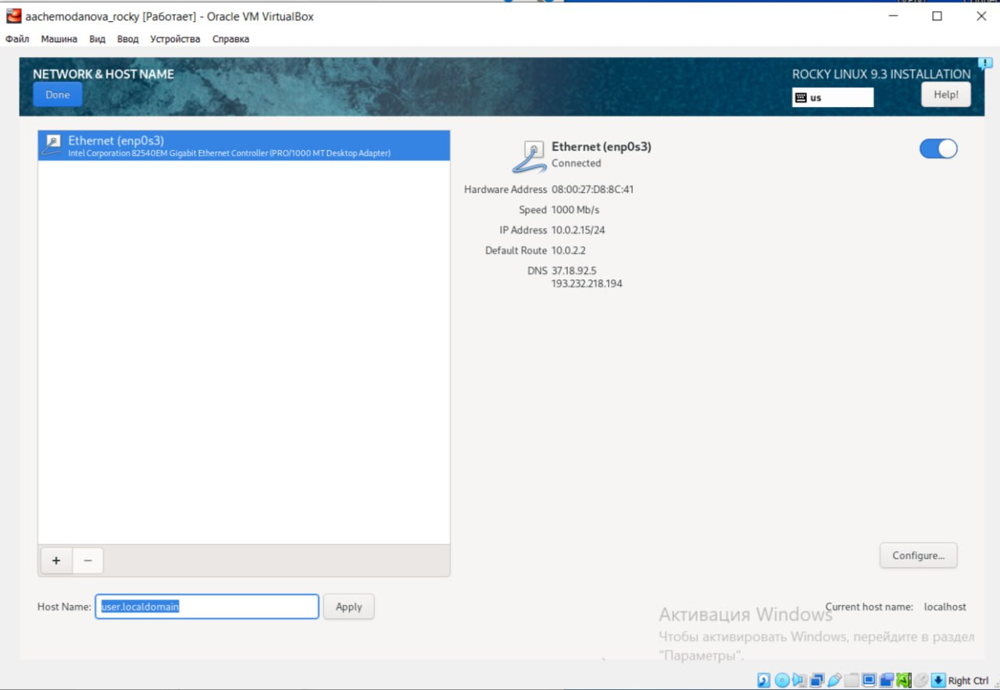 aachemodanova_rocky [Работает] - Oracle VM VirtualBox
Файл Машина Вид Ввод Устройства Справка
NETWORK & HOST NAME
Done
ROCKY LINUX 9.3 INSTALLATION
us
Help!
Ethernet (enp0s3)
Intel Corporation 82540EM Gigabit Ethernet Controller (PRO/1000 MT Desktop Adapter)
Ethernet (enp0s3)
Connected
Hardware Address 08:00:27:D8:8C:41
Speed 1000 Mb/s
IP Address 10.0.2.15/24
Default Route 10.0.2.2
DNS 37.18.92.5
193.232.218.194
+ −
Configure...
Host Name: user.localdomain Apply
Current host name: localhost
Активация Windows
Чтобы активировать Windows, перейдите в раздел
"Параметры".
Right Ctrl